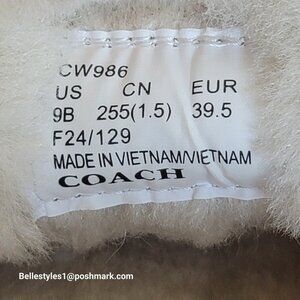 CW986
US CN EUR
9B 255(1.5) 39.5
F24/129
MADE IN VIETNAM/VIETNAM
COACH
Bellestyles1@poshmark.com